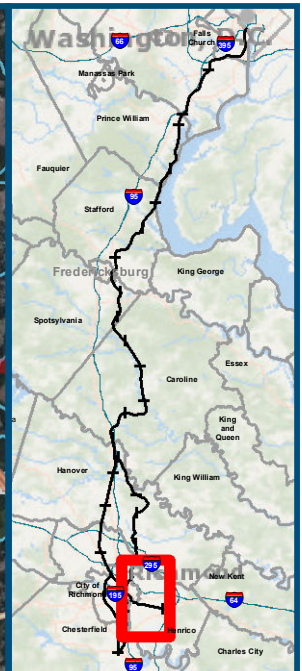 Washington, D.C.
66
Falls
Church
395
Manassas Park
Prince William
Fauquier
95
Stafford
Fredericksburg
King George
Spotsylvania
Essex
Caroline
King
and
Queen
Hanover
King William
295
Richmond
New Kent
City of
Richmond
195
64
Chesterfield
Henrico
Charles City
95